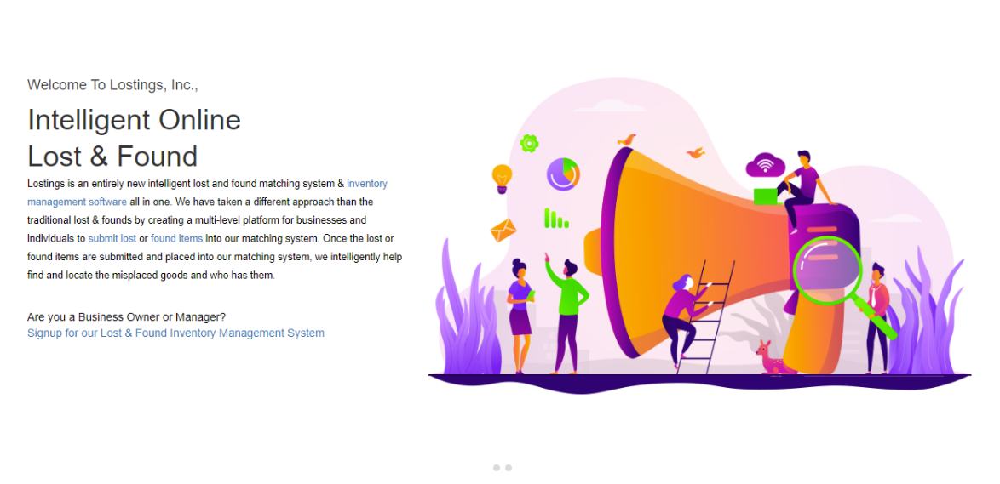 Welcome To Lostings, Inc.,
Intelligent Online
Lost & Found
Lostings is an entirely new intelligent lost and found matching system & inventory
management software all in one. We have taken a different approach than the
traditional lost & founds by creating a multi-level platform for businesses and
individuals to submit lost or found items into our matching system. Once the lost or
found items are submitted and placed into our matching system, we intelligently help
find and locate the misplaced goods and who has them.
Are you a Business Owner or Manager?
Signup for our Lost & Found Inventory Management System